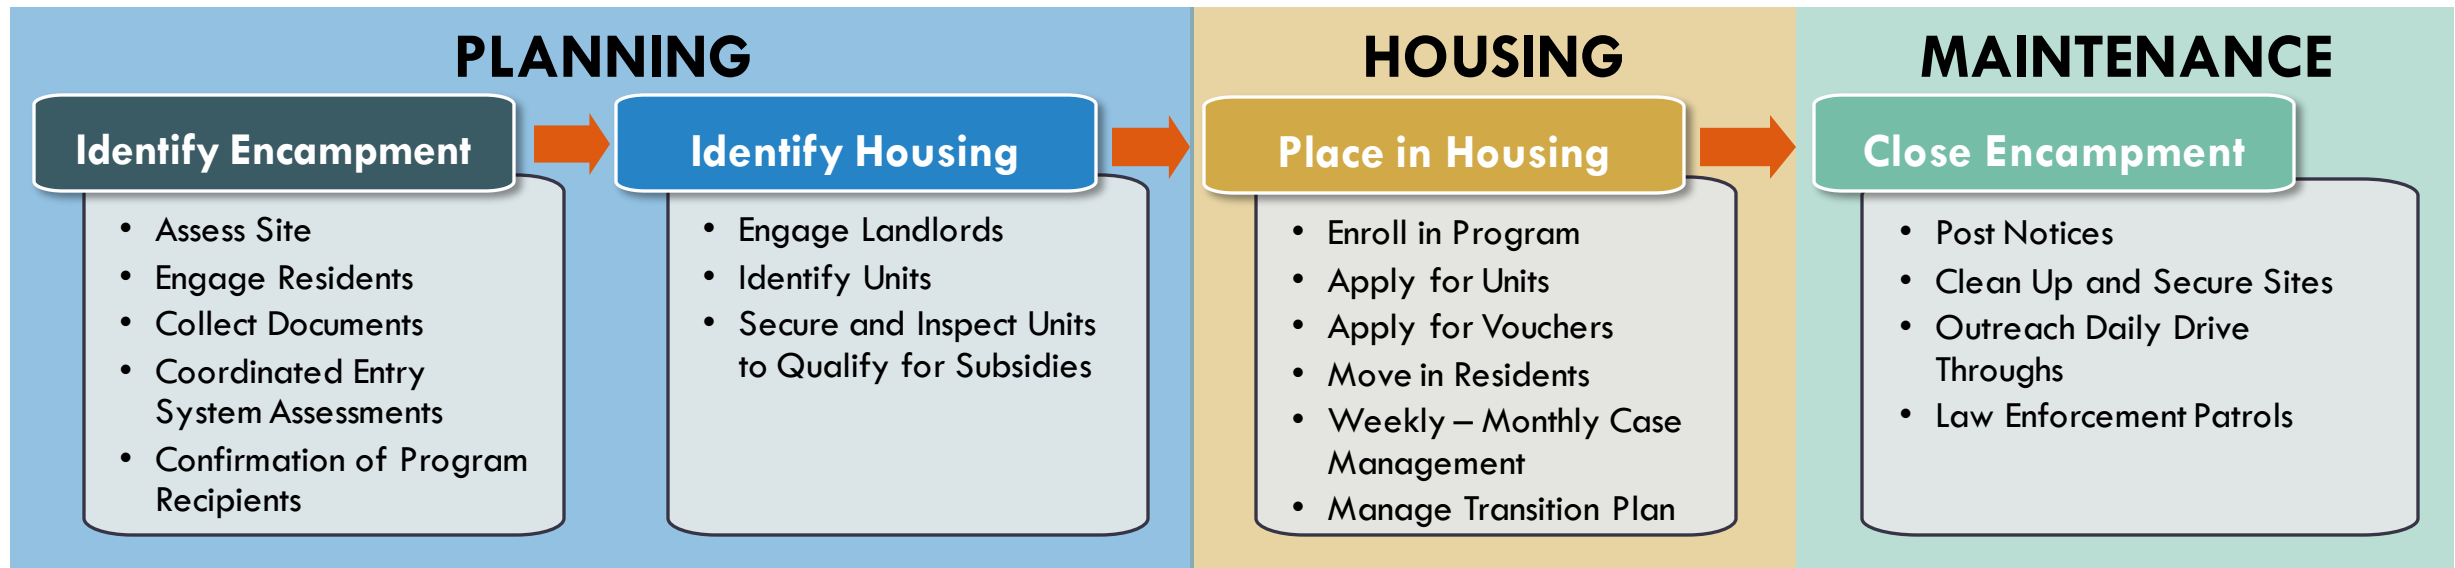 PLANNING
Identify Encampment
• Assess Site
• Engage Residents
• Collect Documents
• Coordinated Entry
System Assessments
• Confirmation of Program
Recipients
Identify Housing
• Engage Landlords
• Identify Units
• Secure and Inspect Units
to Qualify for Subsidies
HOUSING
Place in Housing
• Enroll in Program
• Apply for Units
• Apply for Vouchers
• Move in Residents
• Weekly – Monthly Case
Management
• Manage Transition Plan
MAINTENANCE
Close Encampment
• Post Notices
• Clean Up and Secure Sites
• Outreach Daily Drive
Throughs
• Law Enforcement Patrols